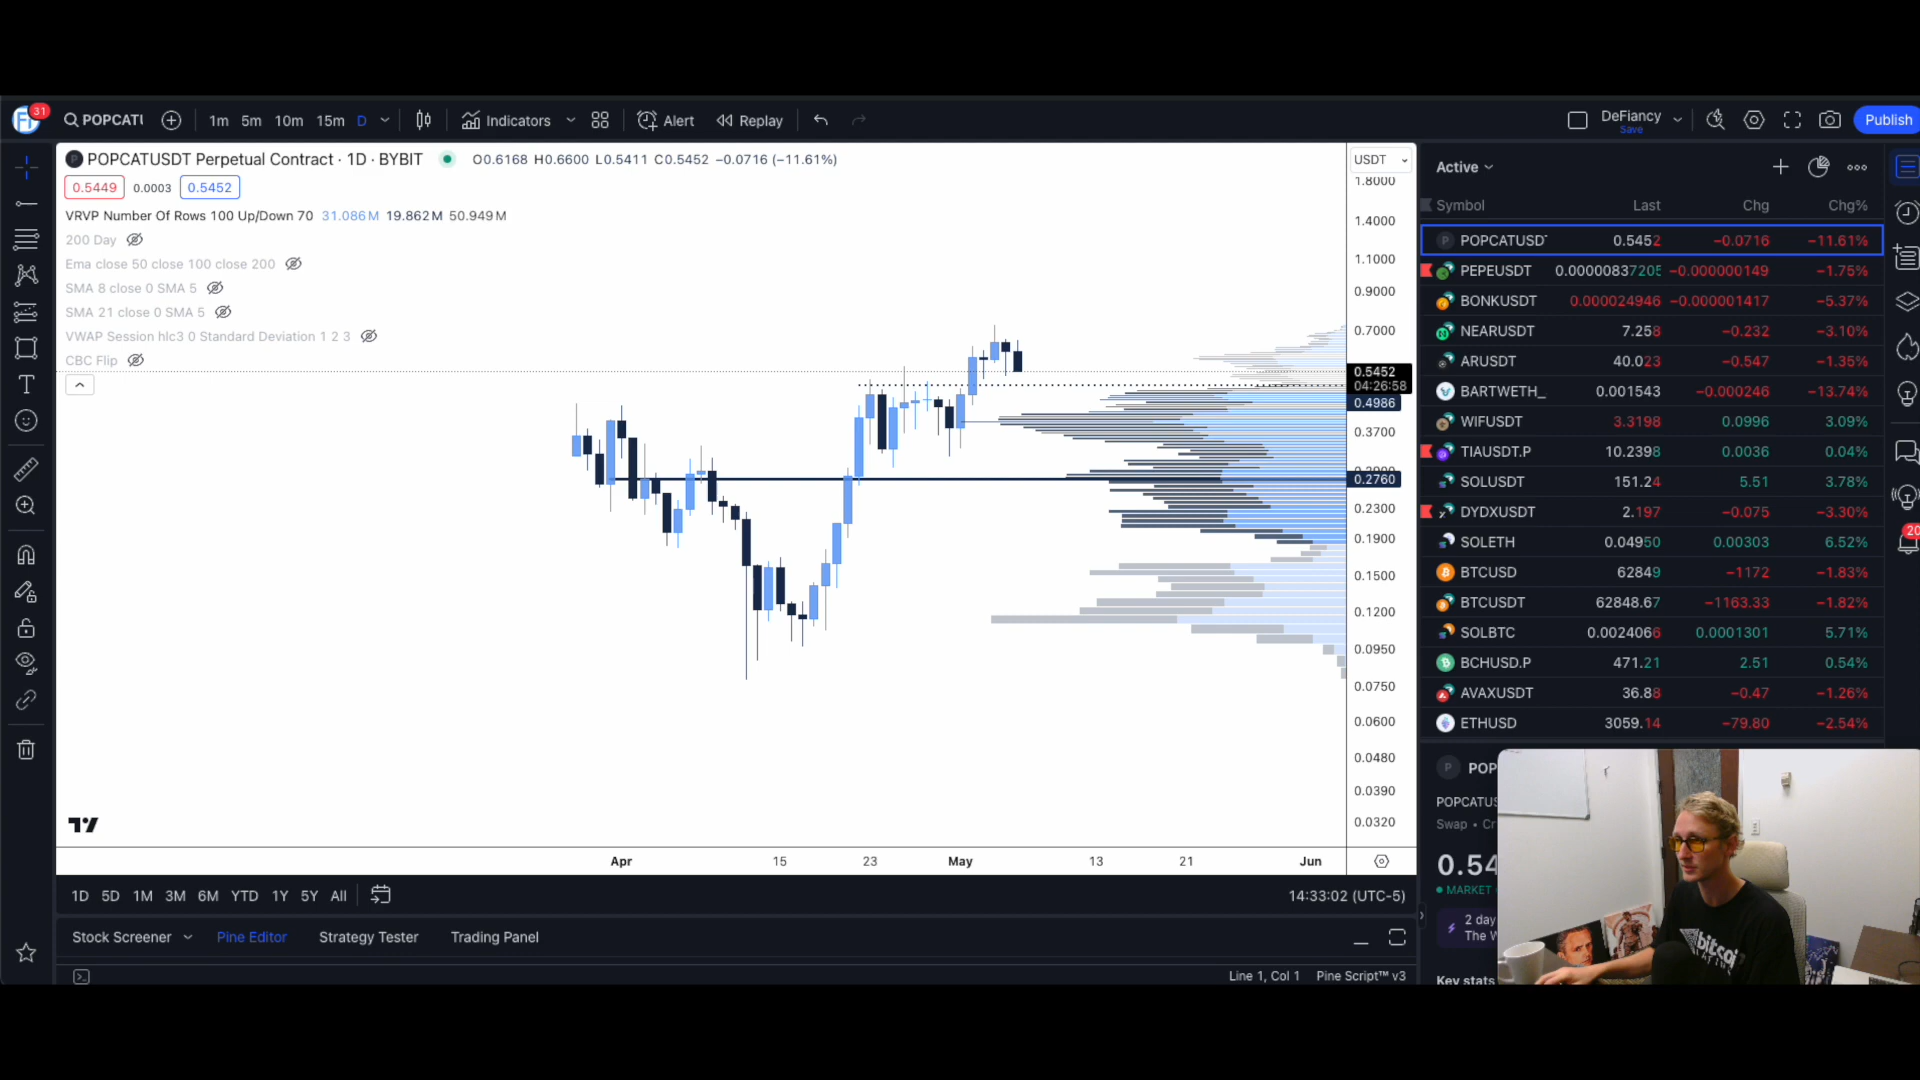 31
POPCATU
1m 5m 10m 15m D
Indicators
Alert
Replay
DeFiancy
Save
Publish
POPCATUSDT Perpetual Contract · 1D · BYBIT
O0.6168 H0.6600 L0.5411 C0.5452 −0.0716 (−11.61%)
0.5449 0.0003 0.5452
VRVP Number Of Rows 100 Up/Down 70 31.086M 19.862M 50.949M
200 Day
Ema close 50 close 100 close 200
SMA 8 close 0 SMA 5
SMA 21 close 0 SMA 5
VWAP Session hlc3 0 Standard Deviation 1 2 3
CBC Flip
USDT
1.8000
1.4000
1.1000
0.9000
0.7000
0.5452
04:26:58
0.4986
0.3700
0.2760
0.2300
0.1900
0.1500
0.1200
0.0950
0.0750
0.0600
0.0480
0.0390
0.0320
Apr 15 23 May 13 21 Jun
1D 5D 1M 3M 6M YTD 1Y 5Y All
14:33:02 (UTC-5)
Stock Screener Pine Editor Strategy Tester Trading Panel
Line 1, Col 1 Pine Script™ v3
Active
Symbol Last Chg Chg%
POPCATUSD 0.5452 −0.0716 −11.61%
PEPEUSDT 0.00000837205 −0.000000149 −1.75%
BONKUSDT 0.000024946 −0.000001417 −5.37%
NEARUSDT 7.258 −0.232 −3.10%
ARUSDT 40.023 −0.547 −1.35%
BARTWETH_ 0.001543 −0.000246 −13.74%
WIFUSDT 3.3198 0.0996 3.09%
TIAUSDT.P 10.2398 0.0036 0.04%
SOLUSDT 151.24 5.51 3.78%
DYDXUSDT 2.197 −0.075 −3.30%
SOLETH 0.04950 0.00303 6.52%
BTCUSD 62849 −1172 −1.83%
BTCUSDT 62848.67 −1163.33 −1.82%
SOLBTC 0.0024066 0.0001301 5.71%
BCHUSD.P 471.21 2.51 0.54%
AVAXUSDT 36.88 −0.47 −1.26%
ETHUSD 3059.14 −79.80 −2.54%
POP
POPCATUS
Swap • Cr
0.54
MARKET
2 day
The W
Key stats
20
bitcoi